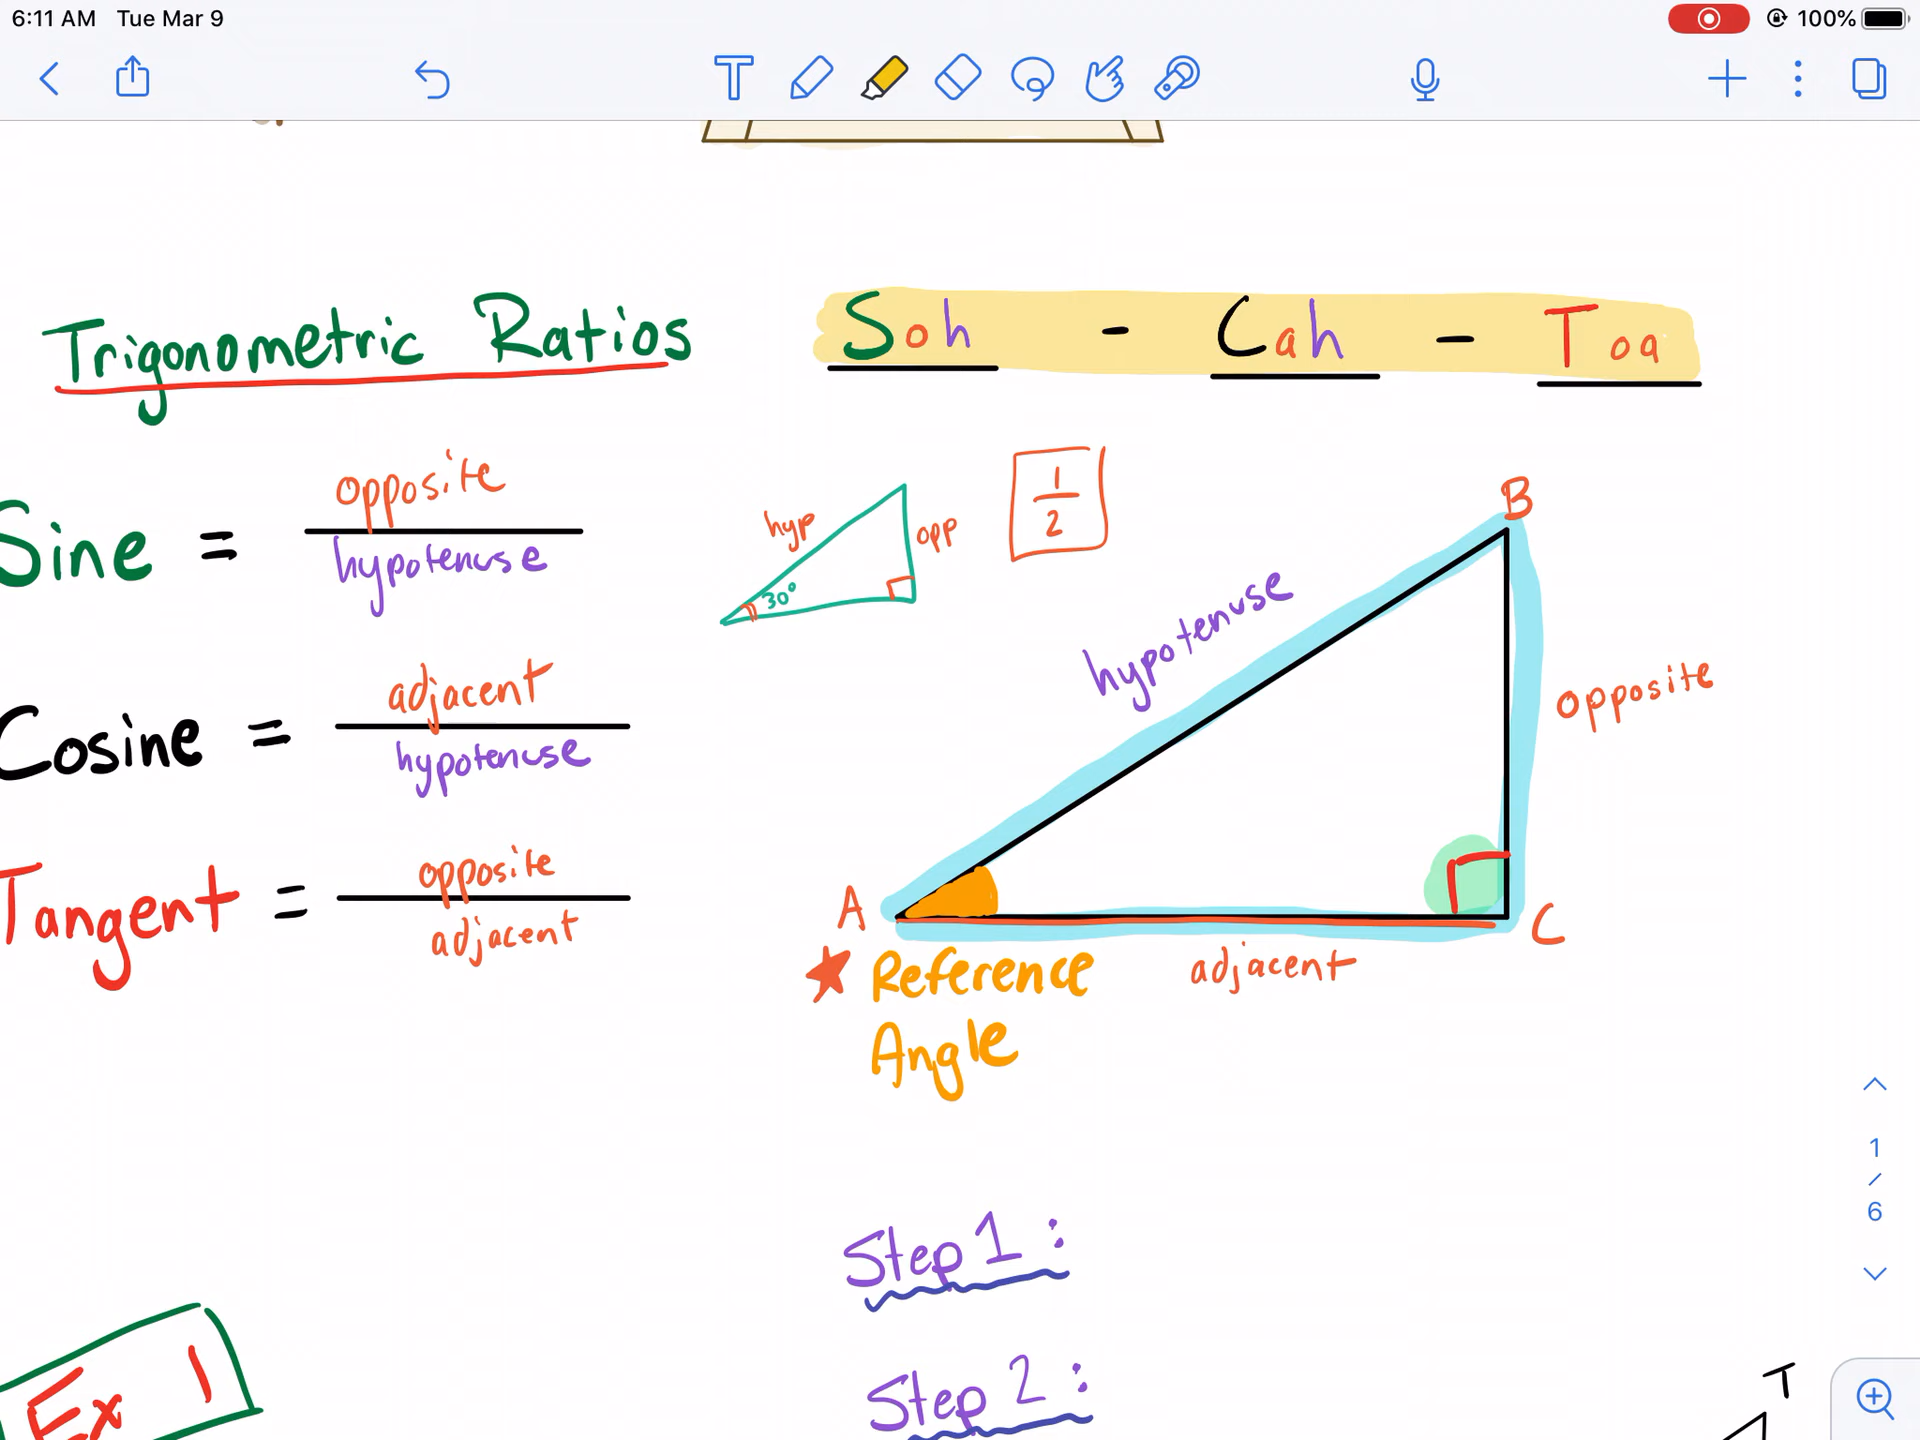 6:11 AM Tue Mar 9
100%
Trigonometric Ratios
Soh - Cah - Toa
Sine = opposite
hypotenuse
hyp
opp
30°
1
2
B
hypotenuse
opposite
Cosine = adjacent
hypotenuse
Tangent = opposite
adjacent
A
C
★ Reference
Angle
adjacent
1
/
6
Step 1:
Ex 1
Step 2:
T